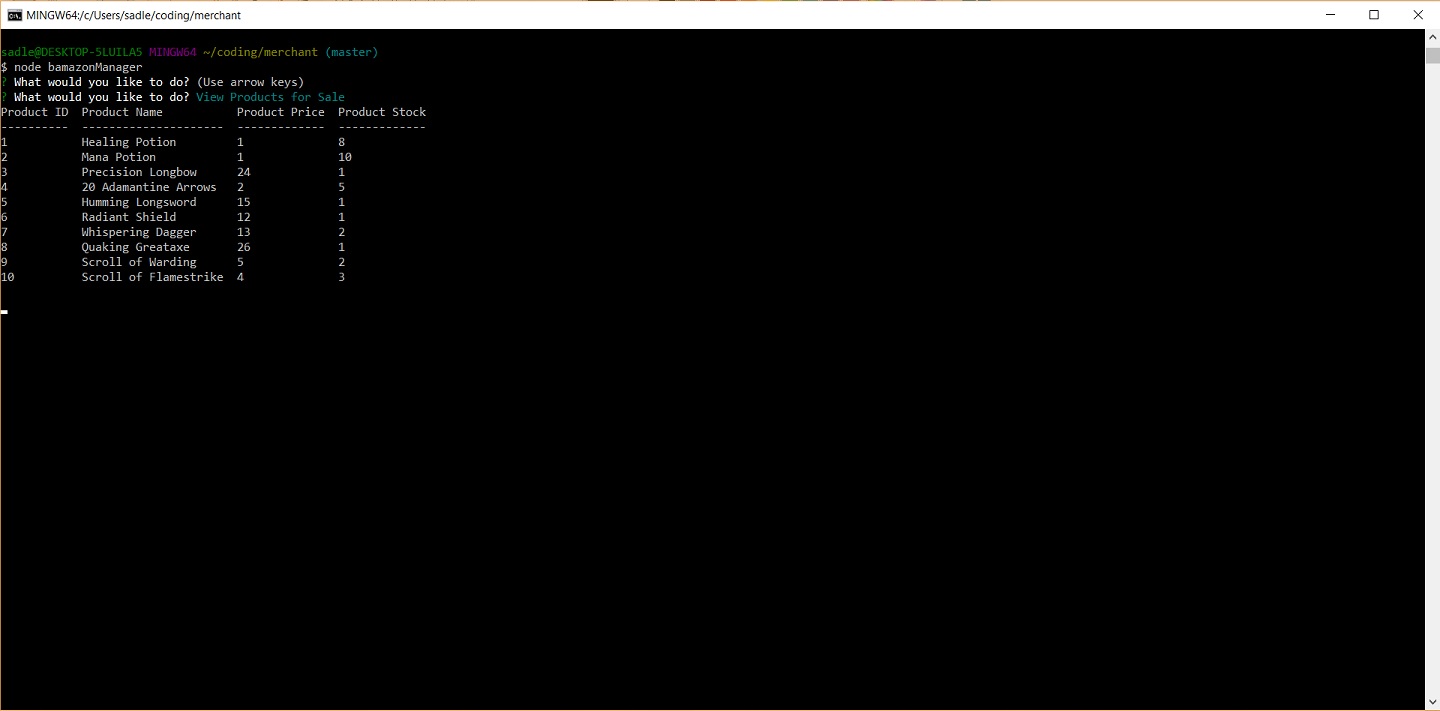 MINGW64:/c/Users/sadle/coding/merchant
sadle@DESKTOP-5LUILA5 MINGW64 ~/coding/merchant (master)
$ node bamazonManager
? What would you like to do? (Use arrow keys)
? What would you like to do? View Products for Sale
Product ID  Product Name           Product Price  Product Stock
----------  ---------------------  -------------  -------------
1           Healing Potion         1              8
2           Mana Potion            1              10
3           Precision Longbow      24             1
4           20 Adamantine Arrows   2              5
5           Humming Longsword      15             1
6           Radiant Shield         12             1
7           Whispering Dagger      13             2
8           Quaking Greataxe       26             1
9           Scroll of Warding      5              2
10          Scroll of Flamestrike  4              3